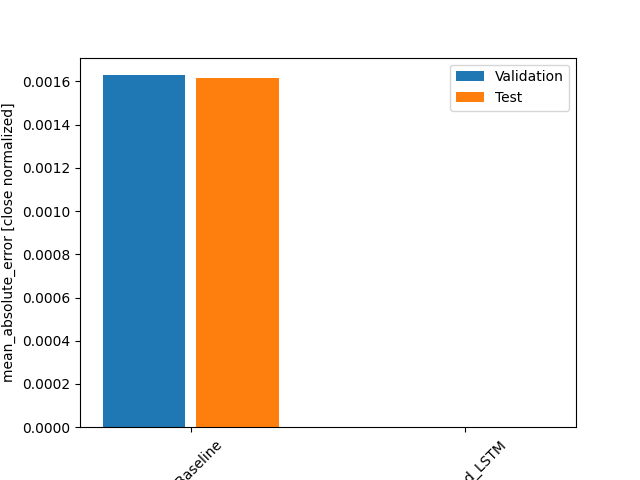 mean_absolute_error [close normalized]
0.0016
0.0014
0.0012
0.0010
0.0008
0.0006
0.0004
0.0002
0.0000
Validation
Test
Baseline
d_LSTM